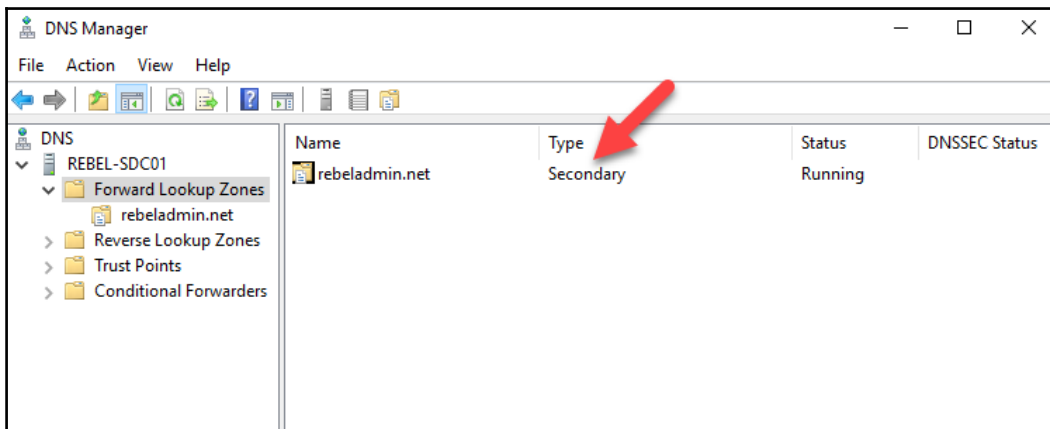 DNS Manager
File Action View Help
DNS
REBEL-SDC01
Forward Lookup Zones
rebeladmin.net
Reverse Lookup Zones
Trust Points
Conditional Forwarders
Name Type Status DNSSEC Status
rebeladmin.net Secondary Running